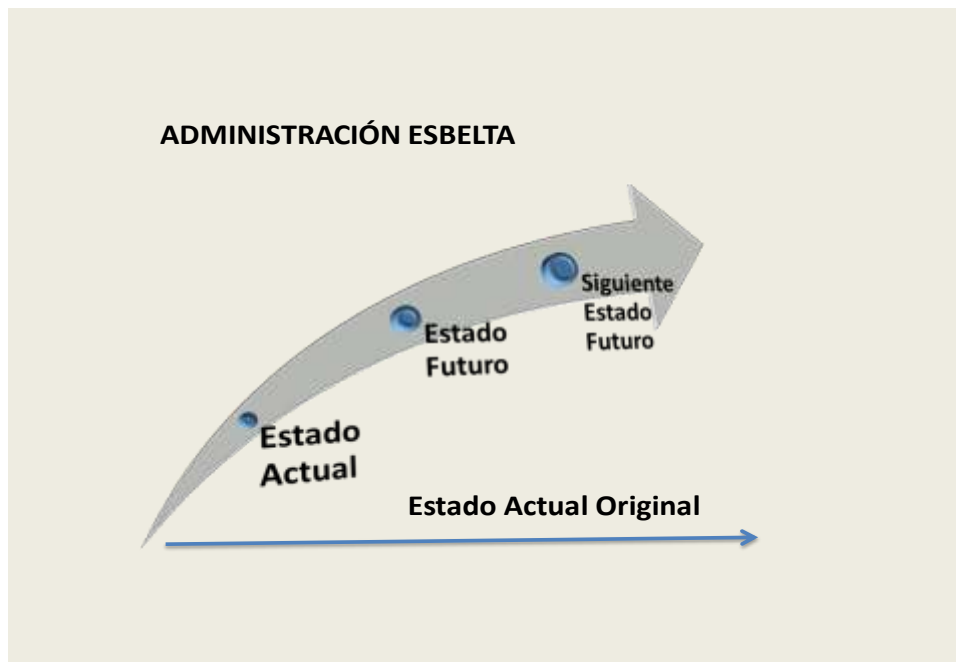 ADMINISTRACIÓN ESBELTA
Siguiente
Estado
Futuro
Estado
Futuro
Estado
Actual
Estado Actual Original